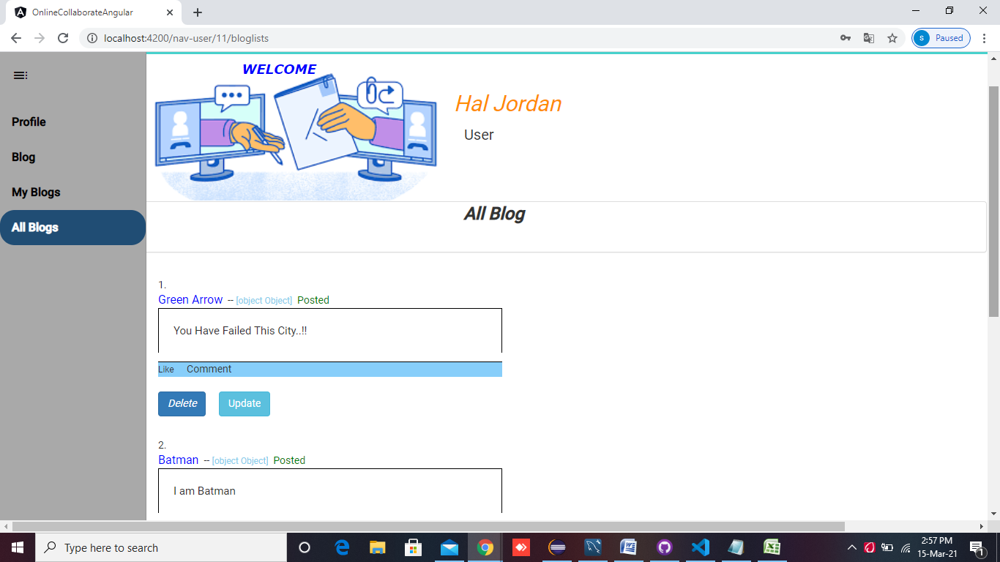 OnlineCollaborateAngular
localhost:4200/nav-user/11/bloglists
S Paused
WELCOME
Hal Jordan
User
Profile
Blog
My Blogs
All Blogs
All Blog
1.
Green Arrow -- [object Object] Posted
You Have Failed This City..!!
Like Comment
Delete Update
2.
Batman -- [object Object] Posted
I am Batman
Type here to search
2:57 PM
15-Mar-21
1